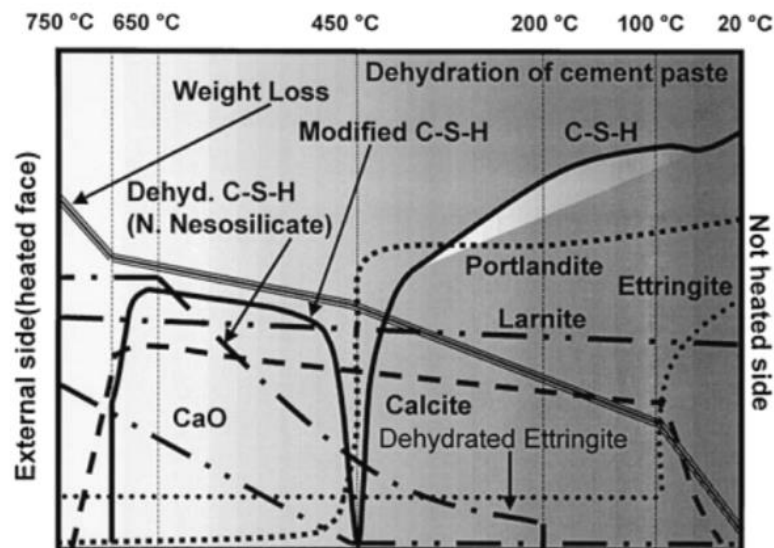 750 °C 650 °C 450 °C 200 °C 100 °C 20 °C
Dehydration of cement paste
Weight Loss
Modified C-S-H
C-S-H
Dehyd. C-S-H
(N. Nesosilicate)
Portlandite
Ettringite
Larnite
CaO
Calcite
Dehydrated Ettringite
External side(heated face)
Not heated side